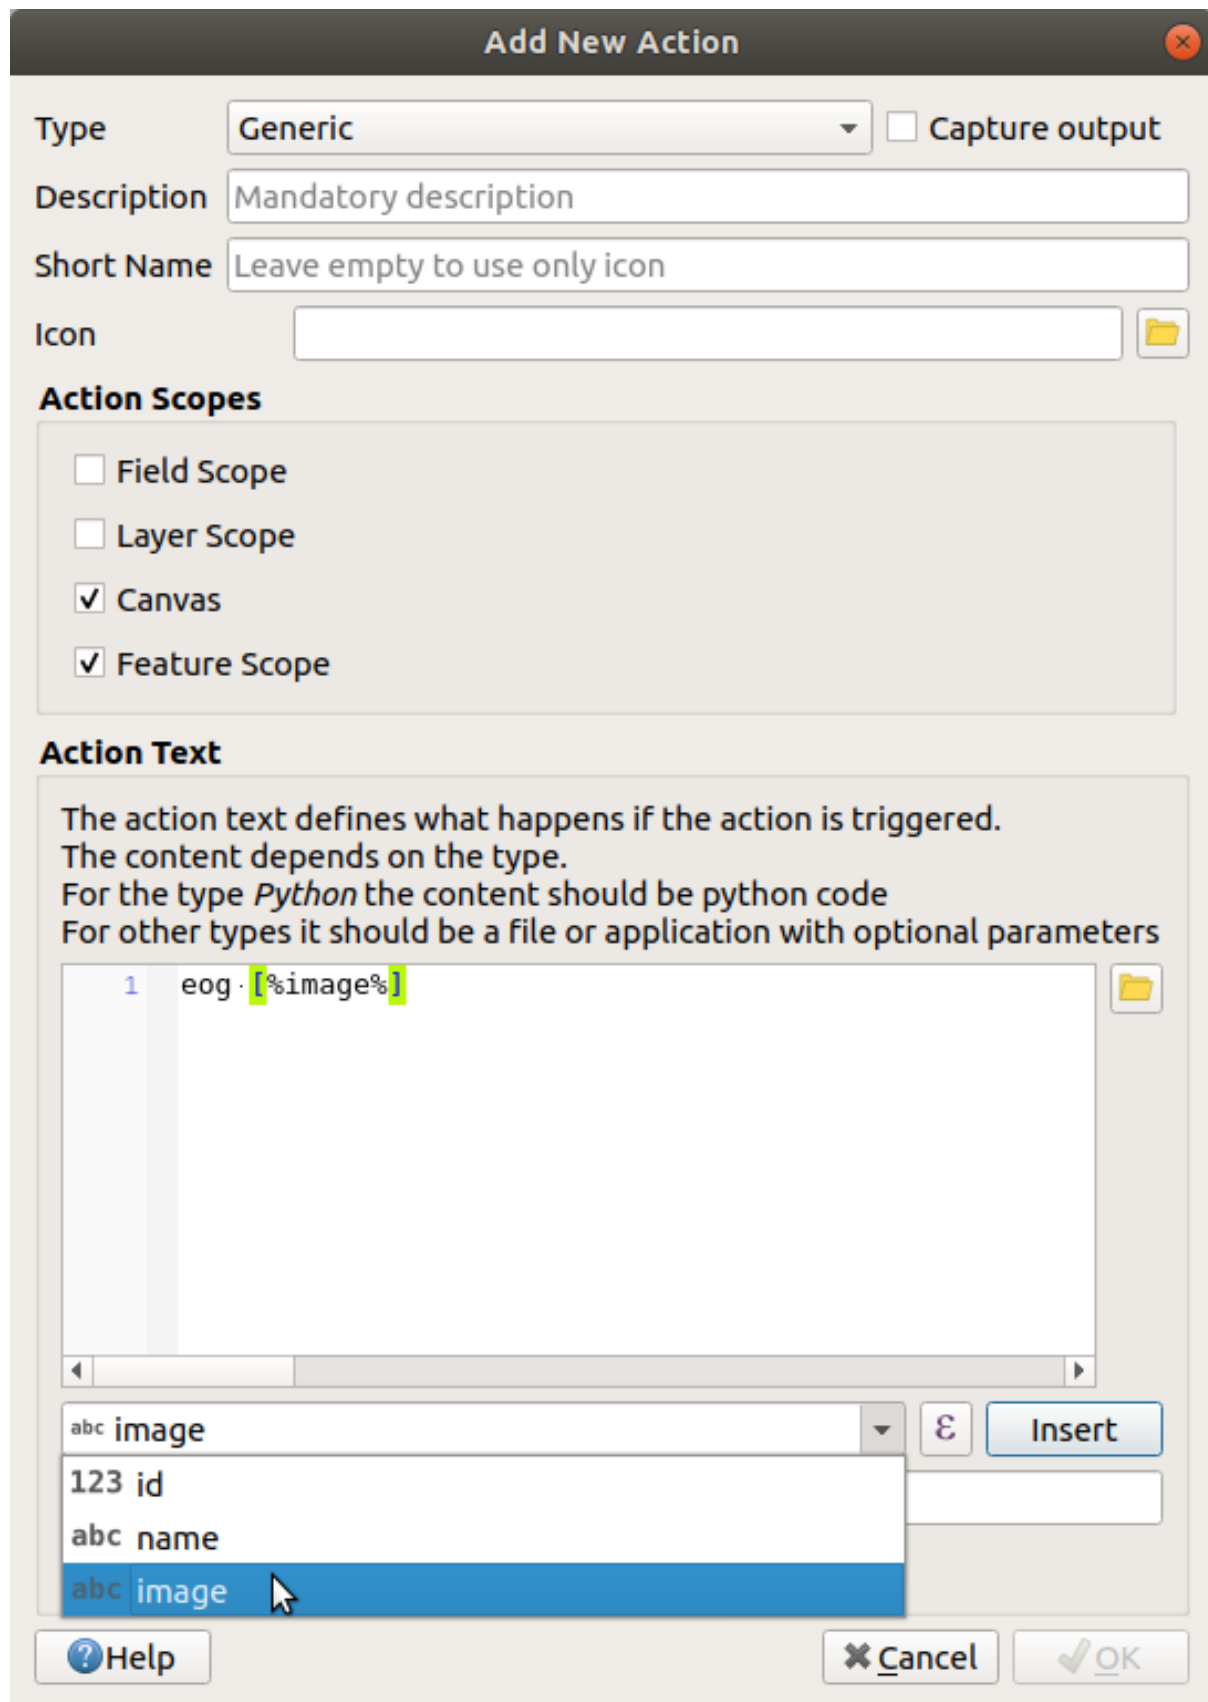 Add New Action
Type Generic Capture output
Description Mandatory description
Short Name Leave empty to use only icon
Icon
Action Scopes
Field Scope
Layer Scope
Canvas
Feature Scope
Action Text
The action text defines what happens if the action is triggered.
The content depends on the type.
For the type Python the content should be python code
For other types it should be a file or application with optional parameters
1 eog·[%image%]
abc image ε Insert
123 id
abc name
abc image
Help Cancel OK